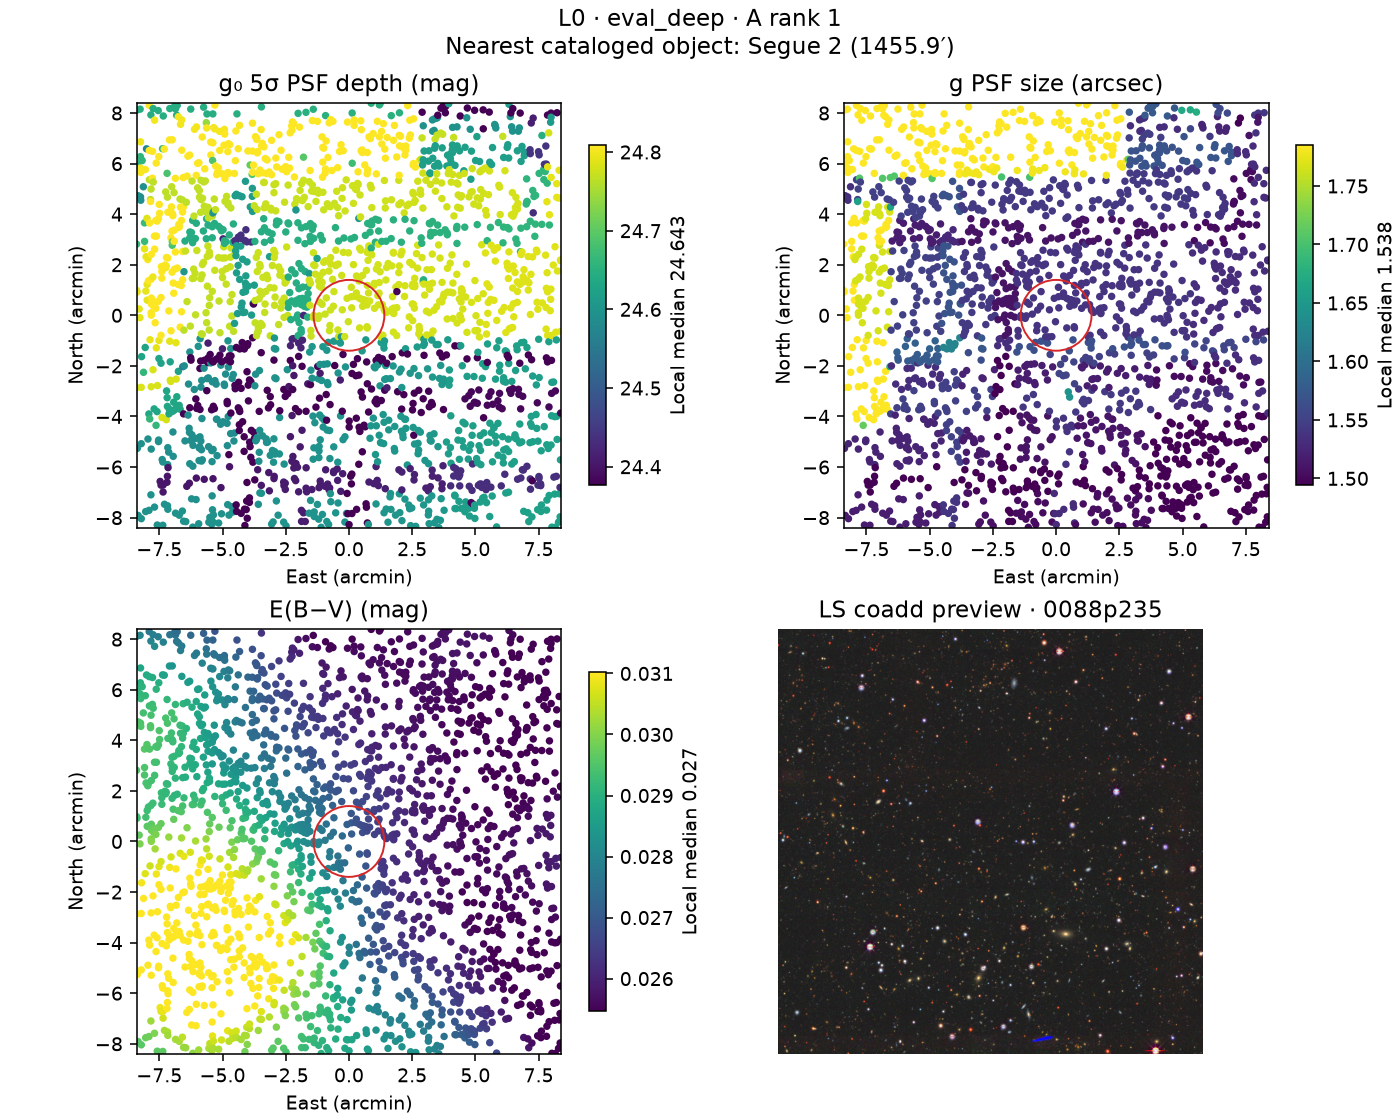 L0 · eval_deep · A rank 1
Nearest cataloged object: Segue 2 (1455.9′)
g₀ 5σ PSF depth (mag)
8
6
4
2
0
−2
−4
−6
−8
North (arcmin)
−7.5 −5.0 −2.5 0.0 2.5 5.0 7.5
East (arcmin)
24.8
24.7
24.6
24.5
24.4
Local median 24.643
g PSF size (arcsec)
8
6
4
2
0
−2
−4
−6
−8
North (arcmin)
−7.5 −5.0 −2.5 0.0 2.5 5.0 7.5
East (arcmin)
1.75
1.70
1.65
1.60
1.55
1.50
Local median 1.538
E(B−V) (mag)
8
6
4
2
0
−2
−4
−6
−8
North (arcmin)
−7.5 −5.0 −2.5 0.0 2.5 5.0 7.5
East (arcmin)
0.031
0.030
0.029
0.028
0.027
0.026
Local median 0.027
LS coadd preview · 0088p235